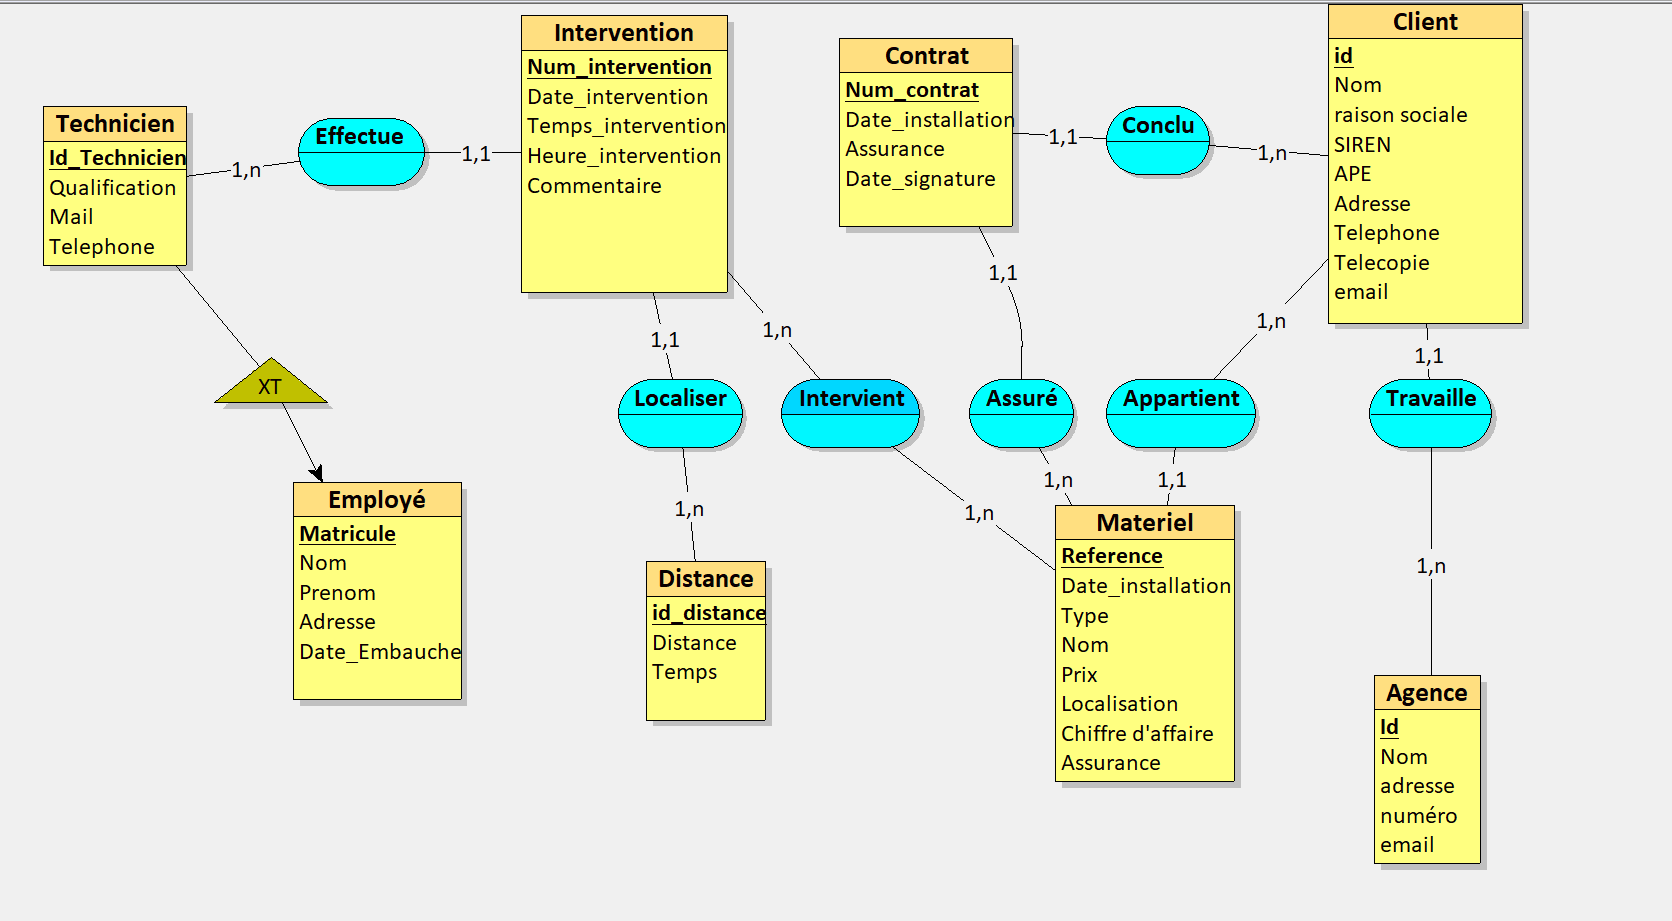 Technicien
Id_Technicien
Qualification
Mail
Telephone
1,n
Effectue
1,1
Intervention
Num_intervention
Date_intervention
Temps_intervention
Heure_intervention
Commentaire
Contrat
Num_contrat
Date_installation
Assurance
Date_signature
1,1
Conclu
1,n
Client
id
Nom
raison sociale
SIREN
APE
Adresse
Telephone
Telecopie
email
XT
1,1
1,n
1,1
1,n
1,1
Localiser
Intervient
Assuré
Appartient
Travaille
1,n
1,n
1,n
1,1
1,n
Employé
Matricule
Nom
Prenom
Adresse
Date_Embauche
Distance
id_distance
Distance
Temps
Materiel
Reference
Date_installation
Type
Nom
Prix
Localisation
Chiffre d'affaire
Assurance
Agence
Id
Nom
adresse
numéro
email